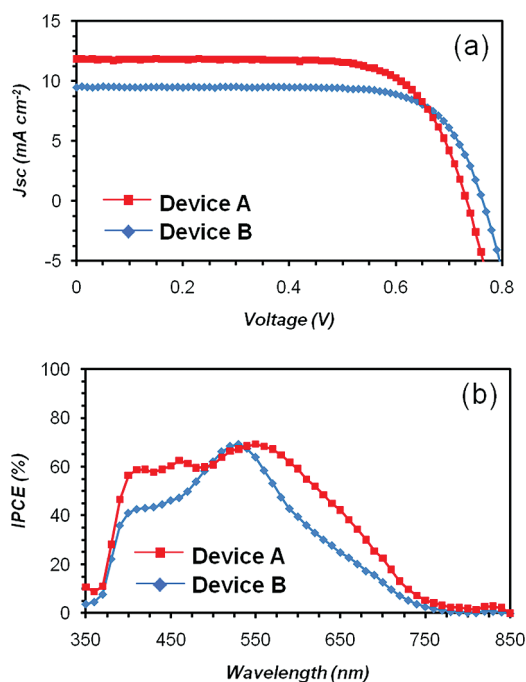 15
(a)
10
5
0
-5
Jsc (mA cm-2)
Device A
Device B
0
0.2
0.4
0.6
0.8
Voltage (V)
100
(b)
80
60
40
20
0
IPCE (%)
Device A
Device B
350
450
550
650
750
850
Wavelength (nm)